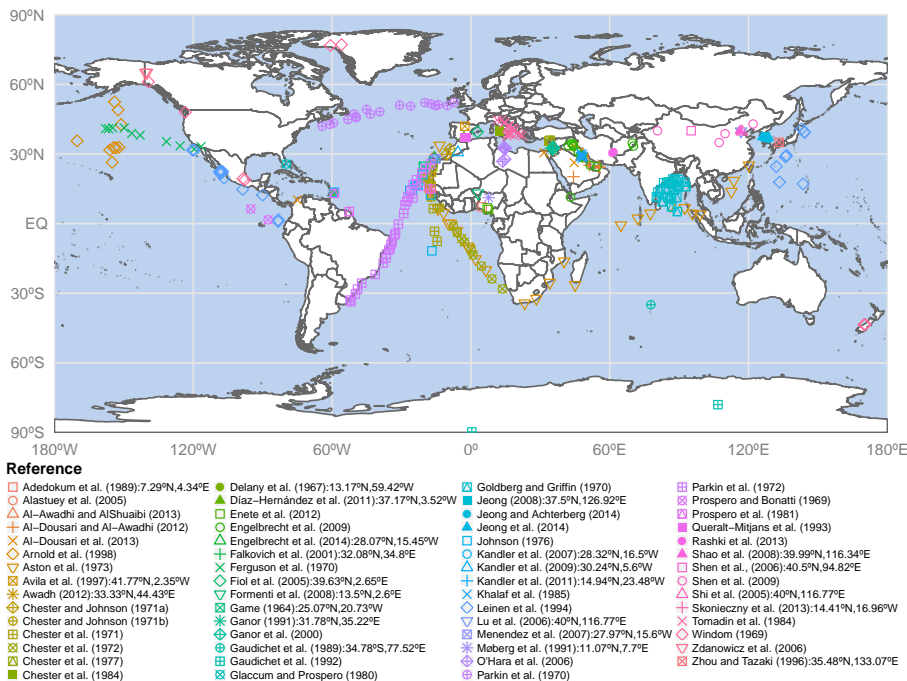 90ºN
60ºN
30ºN
EQ
30ºS
60ºS
90ºS
180ºW
120ºW
60ºW
0º
60ºE
120ºE
180ºE
Reference
Adedokum et al. (1989):7.29ºN,4.34ºE
Alastuey et al. (2005)
Al−Awadhi and AlShuaibi (2013)
Al−Dousari and Al−Awadhi (2012)
Al−Dousari et al. (2013)
Arnold et al. (1998)
Aston et al. (1973)
Avila et al. (1997):41.77ºN,2.35ºW
Awadh (2012):33.33ºN,44.43ºE
Chester and Johnson (1971a)
Chester and Johnson (1971b)
Chester et al. (1971)
Chester et al. (1972)
Chester et al. (1977)
Chester et al. (1984)
Delany et al. (1967):13.17ºN,59.42ºW
Díaz−Hernández et al. (2011):37.17ºN,3.52ºW
Enete et al. (2012)
Engelbrecht et al. (2009)
Engelbrecht et al. (2014):28.07ºN,15.45ºW
Falkovich et al. (2001):32.08ºN,34.8ºE
Ferguson et al. (1970)
Fiol et al. (2005):39.63ºN,2.65ºE
Formenti et al. (2008):13.5ºN,2.6ºE
Game (1964):25.07ºN,20.73ºW
Ganor (1991):31.78ºN,35.22ºE
Ganor et al. (2000)
Gaudichet et al. (1989):34.78ºS,77.52ºE
Gaudichet et al. (1992)
Glaccum and Prospero (1980)
Goldberg and Griffin (1970)
Jeong (2008):37.5ºN,126.92ºE
Jeong and Achterberg (2014)
Jeong et al. (2014)
Johnson (1976)
Kandler et al. (2007):28.32ºN,16.5ºW
Kandler et al. (2009):30.24ºN,5.6ºW
Kandler et al. (2011):14.94ºN,23.48ºW
Khalaf et al. (1985)
Leinen et al. (1994)
Lu et al. (2006):40ºN,116.77ºE
Menendez et al. (2007):27.97ºN,15.6ºW
Møberg et al. (1991):11.07ºN,7.7ºE
O'Hara et al. (2006)
Parkin et al. (1970)
Parkin et al. (1972)
Prospero and Bonatti (1969)
Prospero et al. (1981)
Queralt−Mitjans et al. (1993)
Rashki et al. (2013)
Shao et al. (2008):39.99ºN,116.34ºE
Shen et al., (2006):40.5ºN,94.82ºE
Shen et al. (2009)
Shi et al. (2005):40ºN,116.77ºE
Skonieczny et al. (2013):14.41ºN,16.96ºW
Tomadin et al. (1984)
Windom (1969)
Zdanowicz et al. (2006)
Zhou and Tazaki (1996):35.48ºN,133.07ºE